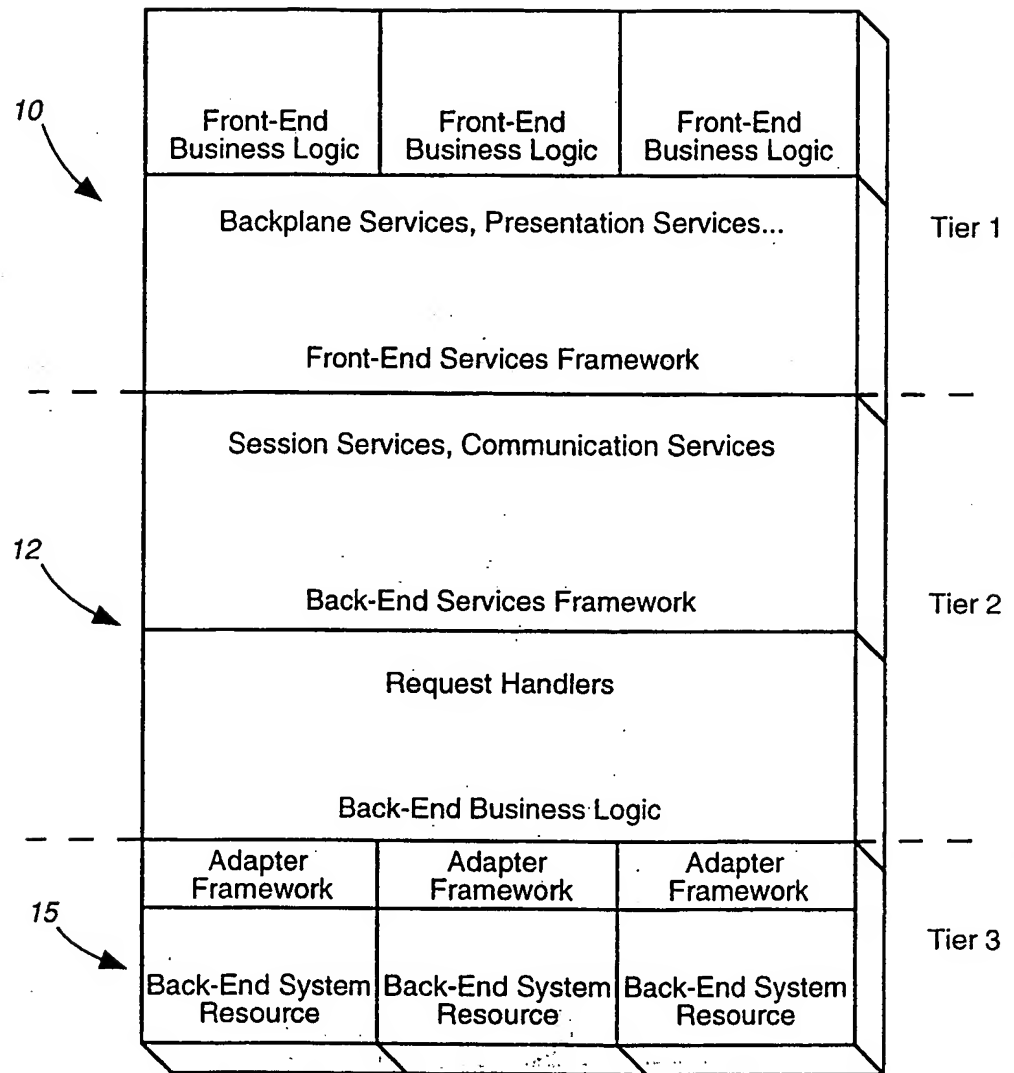 10
Front-End Business Logic
Front-End Business Logic
Front-End Business Logic
Backplane Services, Presentation Services...
Tier 1
Front-End Services Framework
Session Services, Communication Services
12
Back-End Services Framework
Tier 2
Request Handlers
Back-End Business Logic
Adapter Framework
Adapter Framework
Adapter Framework
15
Tier 3
Back-End System Resource
Back-End System Resource
Back-End System Resource